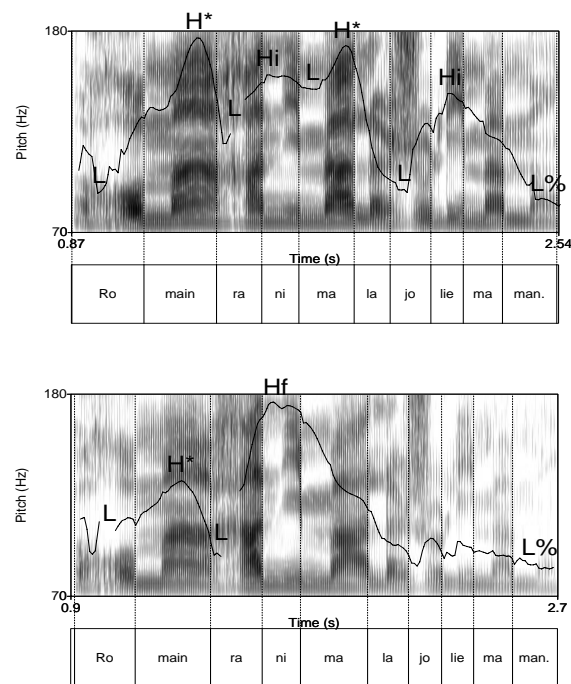 H* H*
180
Hi Hi
L L
Pitch (Hz)
L L
L%
70
0.87 2.54
Time (s)
Ro main ra ni ma la jo lie ma man.
Hf
180
H*
Pitch (Hz)
L L
L%
70
0.9 2.7
Time (s)
Ro main ra ni ma la jo lie ma man.